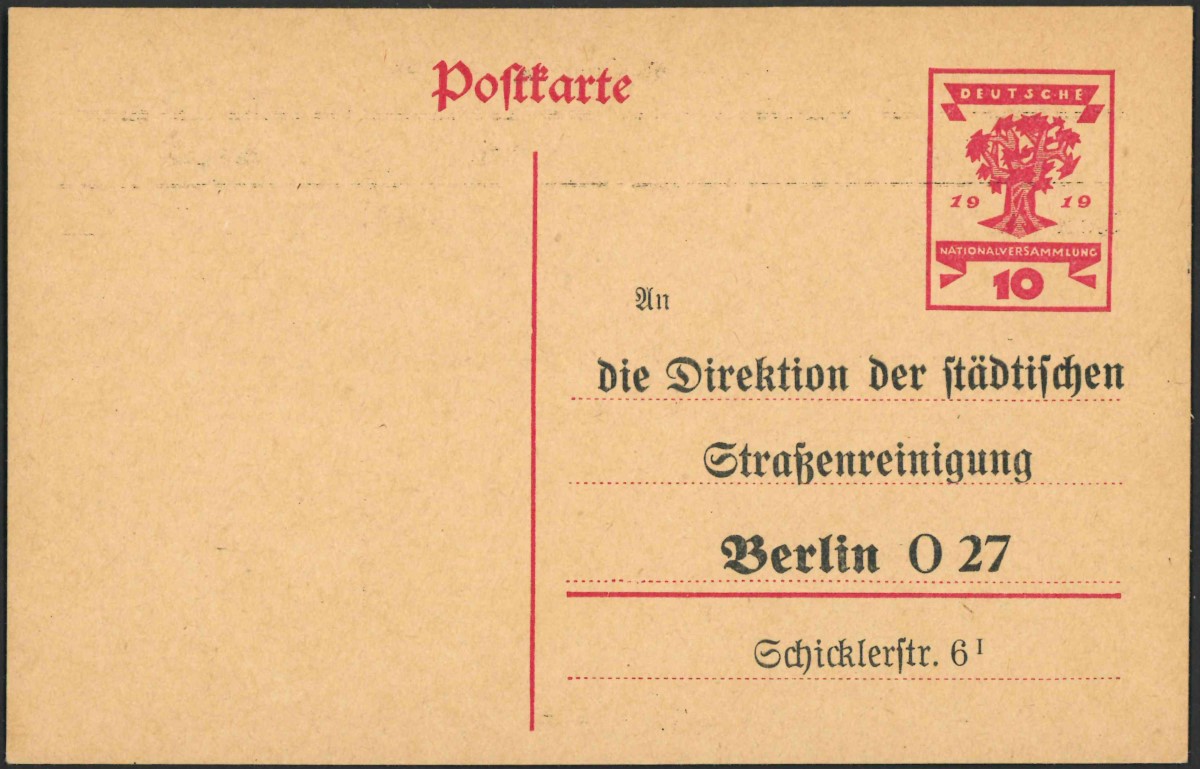 Postkarte
DEUTSCHE
19 19
NATIONALVERSAMMLUNG
10
An
die Direktion der städtischen
Straßenreinigung
Berlin O 27
Schicklerstr. 6 I